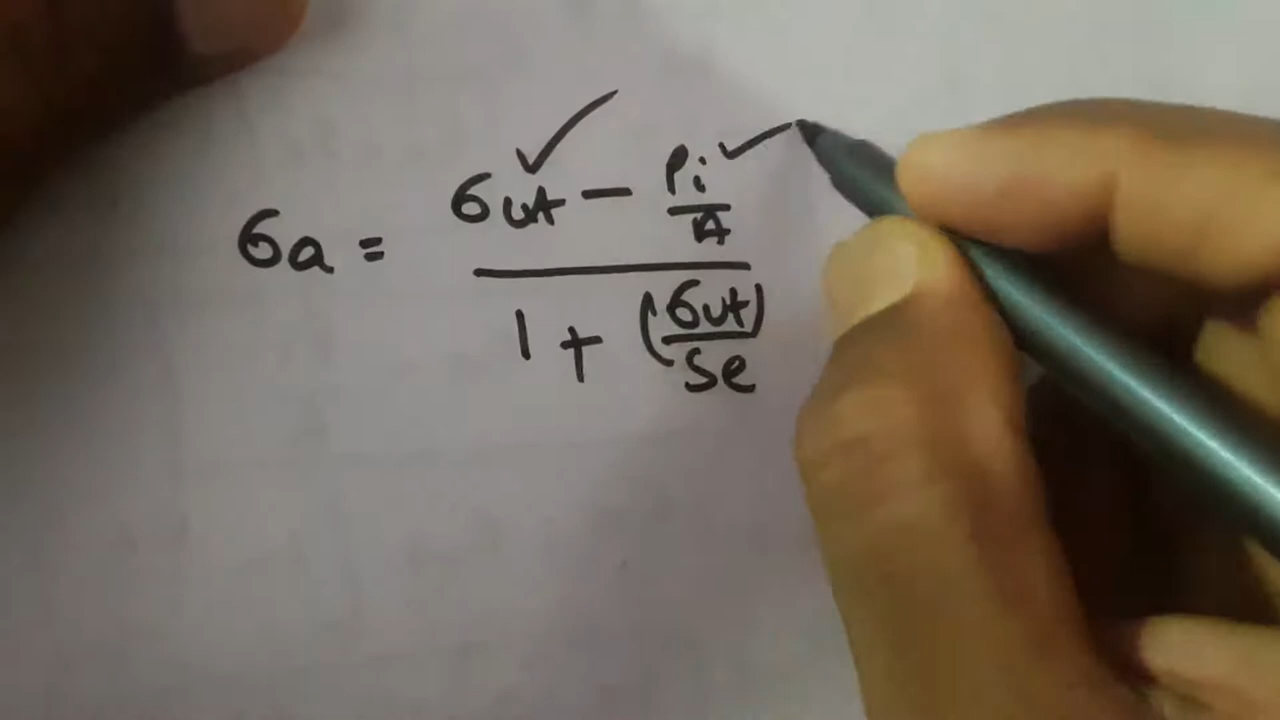 σa = (σut − Pi/A) / (1 + (σut/Se))